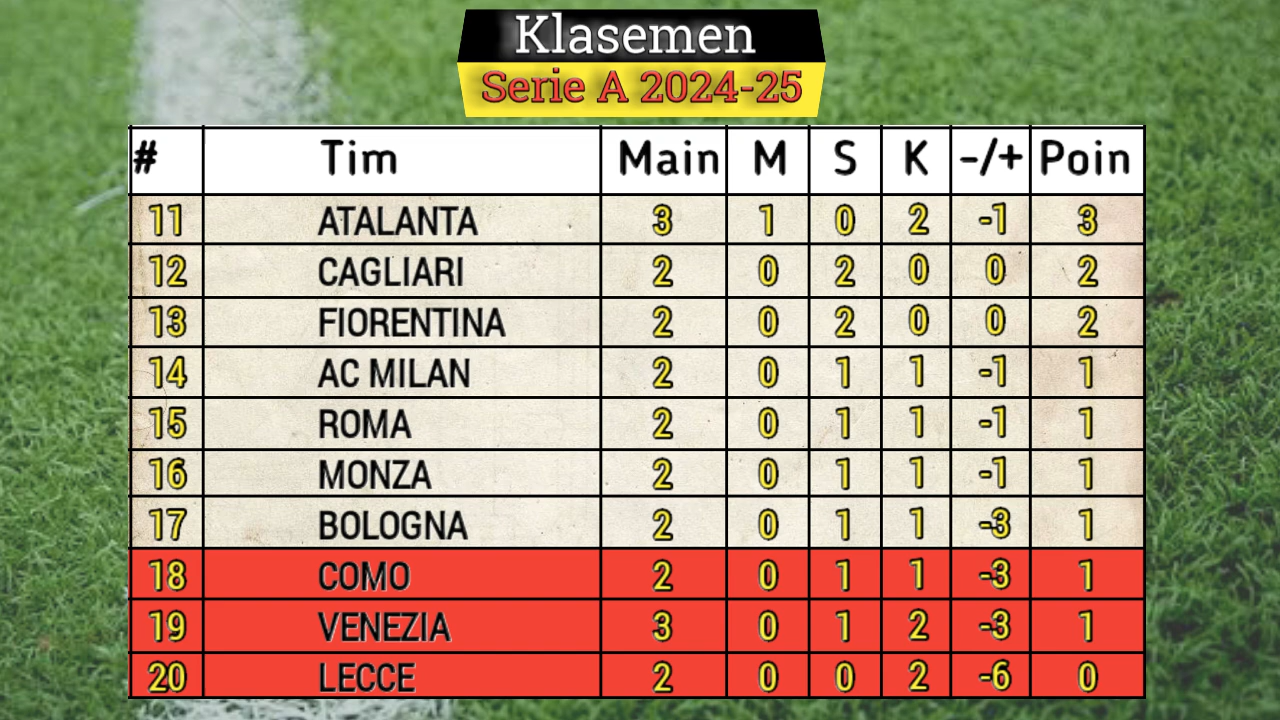 Klasemen
Serie A 2024-25
# Tim Main M S K -/+ Poin
11 ATALANTA 3 1 0 2 -1 3
12 CAGLIARI 2 0 2 0 0 2
13 FIORENTINA 2 0 2 0 0 2
14 AC MILAN 2 0 1 1 -1 1
15 ROMA 2 0 1 1 -1 1
16 MONZA 2 0 1 1 -1 1
17 BOLOGNA 2 0 1 1 -3 1
18 COMO 2 0 1 1 -3 1
19 VENEZIA 3 0 1 2 -3 1
20 LECCE 2 0 0 2 -6 0